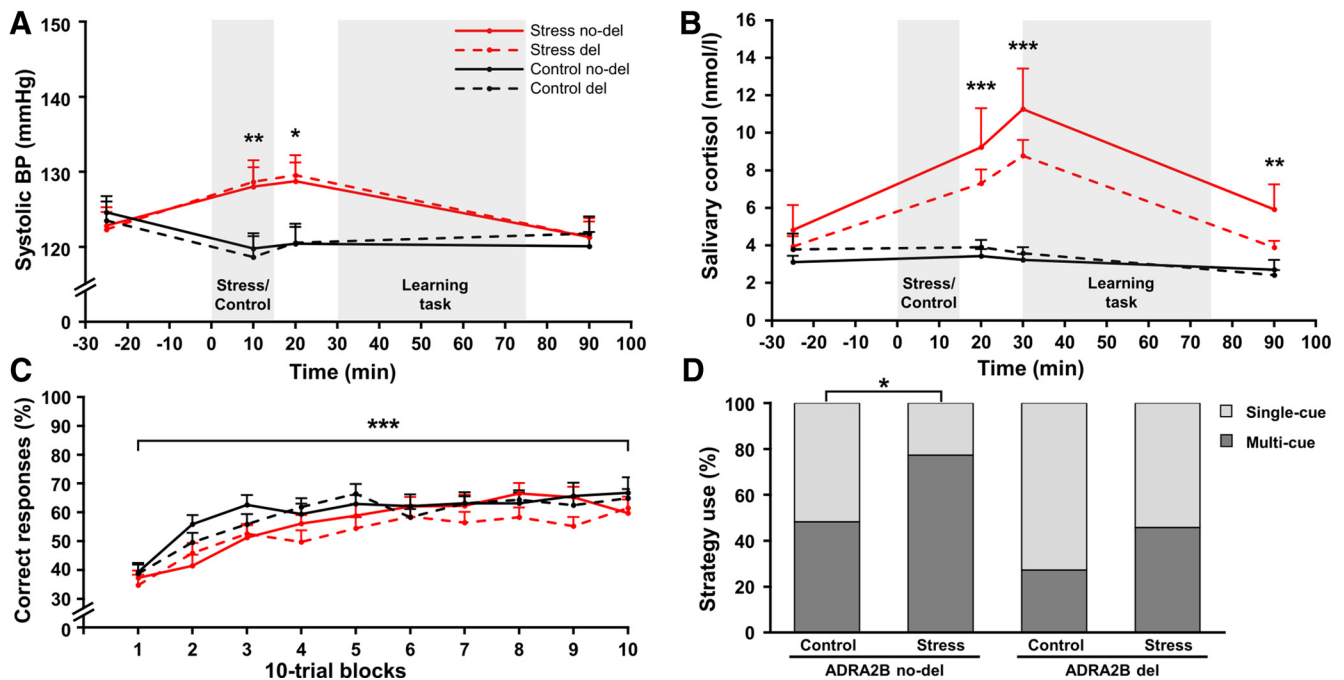 A
Systolic BP (mmHg)
150
140
130
120
0
Stress no-del
Stress del
Control no-del
Control del
**
*
Stress/
Control
Learning
task
-30 -20 -10 0 10 20 30 40 50 60 70 80 90 100
Time (min)
B
Salivary cortisol (nmol/l)
16
14
12
10
8
6
4
2
0
***
***
**
Stress/
Control
Learning
task
-30 -20 -10 0 10 20 30 40 50 60 70 80 90 100
Time (min)
C
Correct responses (%)
100
90
80
70
60
50
40
30
0
***
1 2 3 4 5 6 7 8 9 10
10-trial blocks
D
Strategy use (%)
100
80
60
40
20
0
*
Single-cue
Multi-cue
Control Stress Control Stress
ADRA2B no-del ADRA2B del